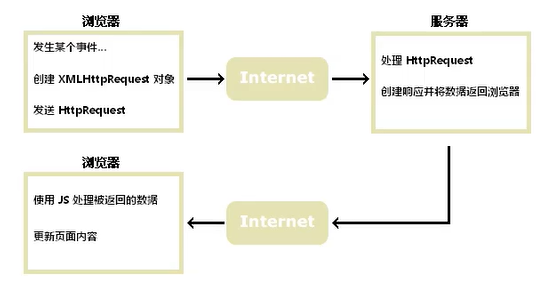 浏览器
发生某个事件...
创建 XMLHttpRequest 对象
发送 HttpRequest
Internet
服务器
处理 HttpRequest
创建响应并将数据返回浏览器
浏览器
使用 JS 处理被返回的数据
更新页面内容
Internet